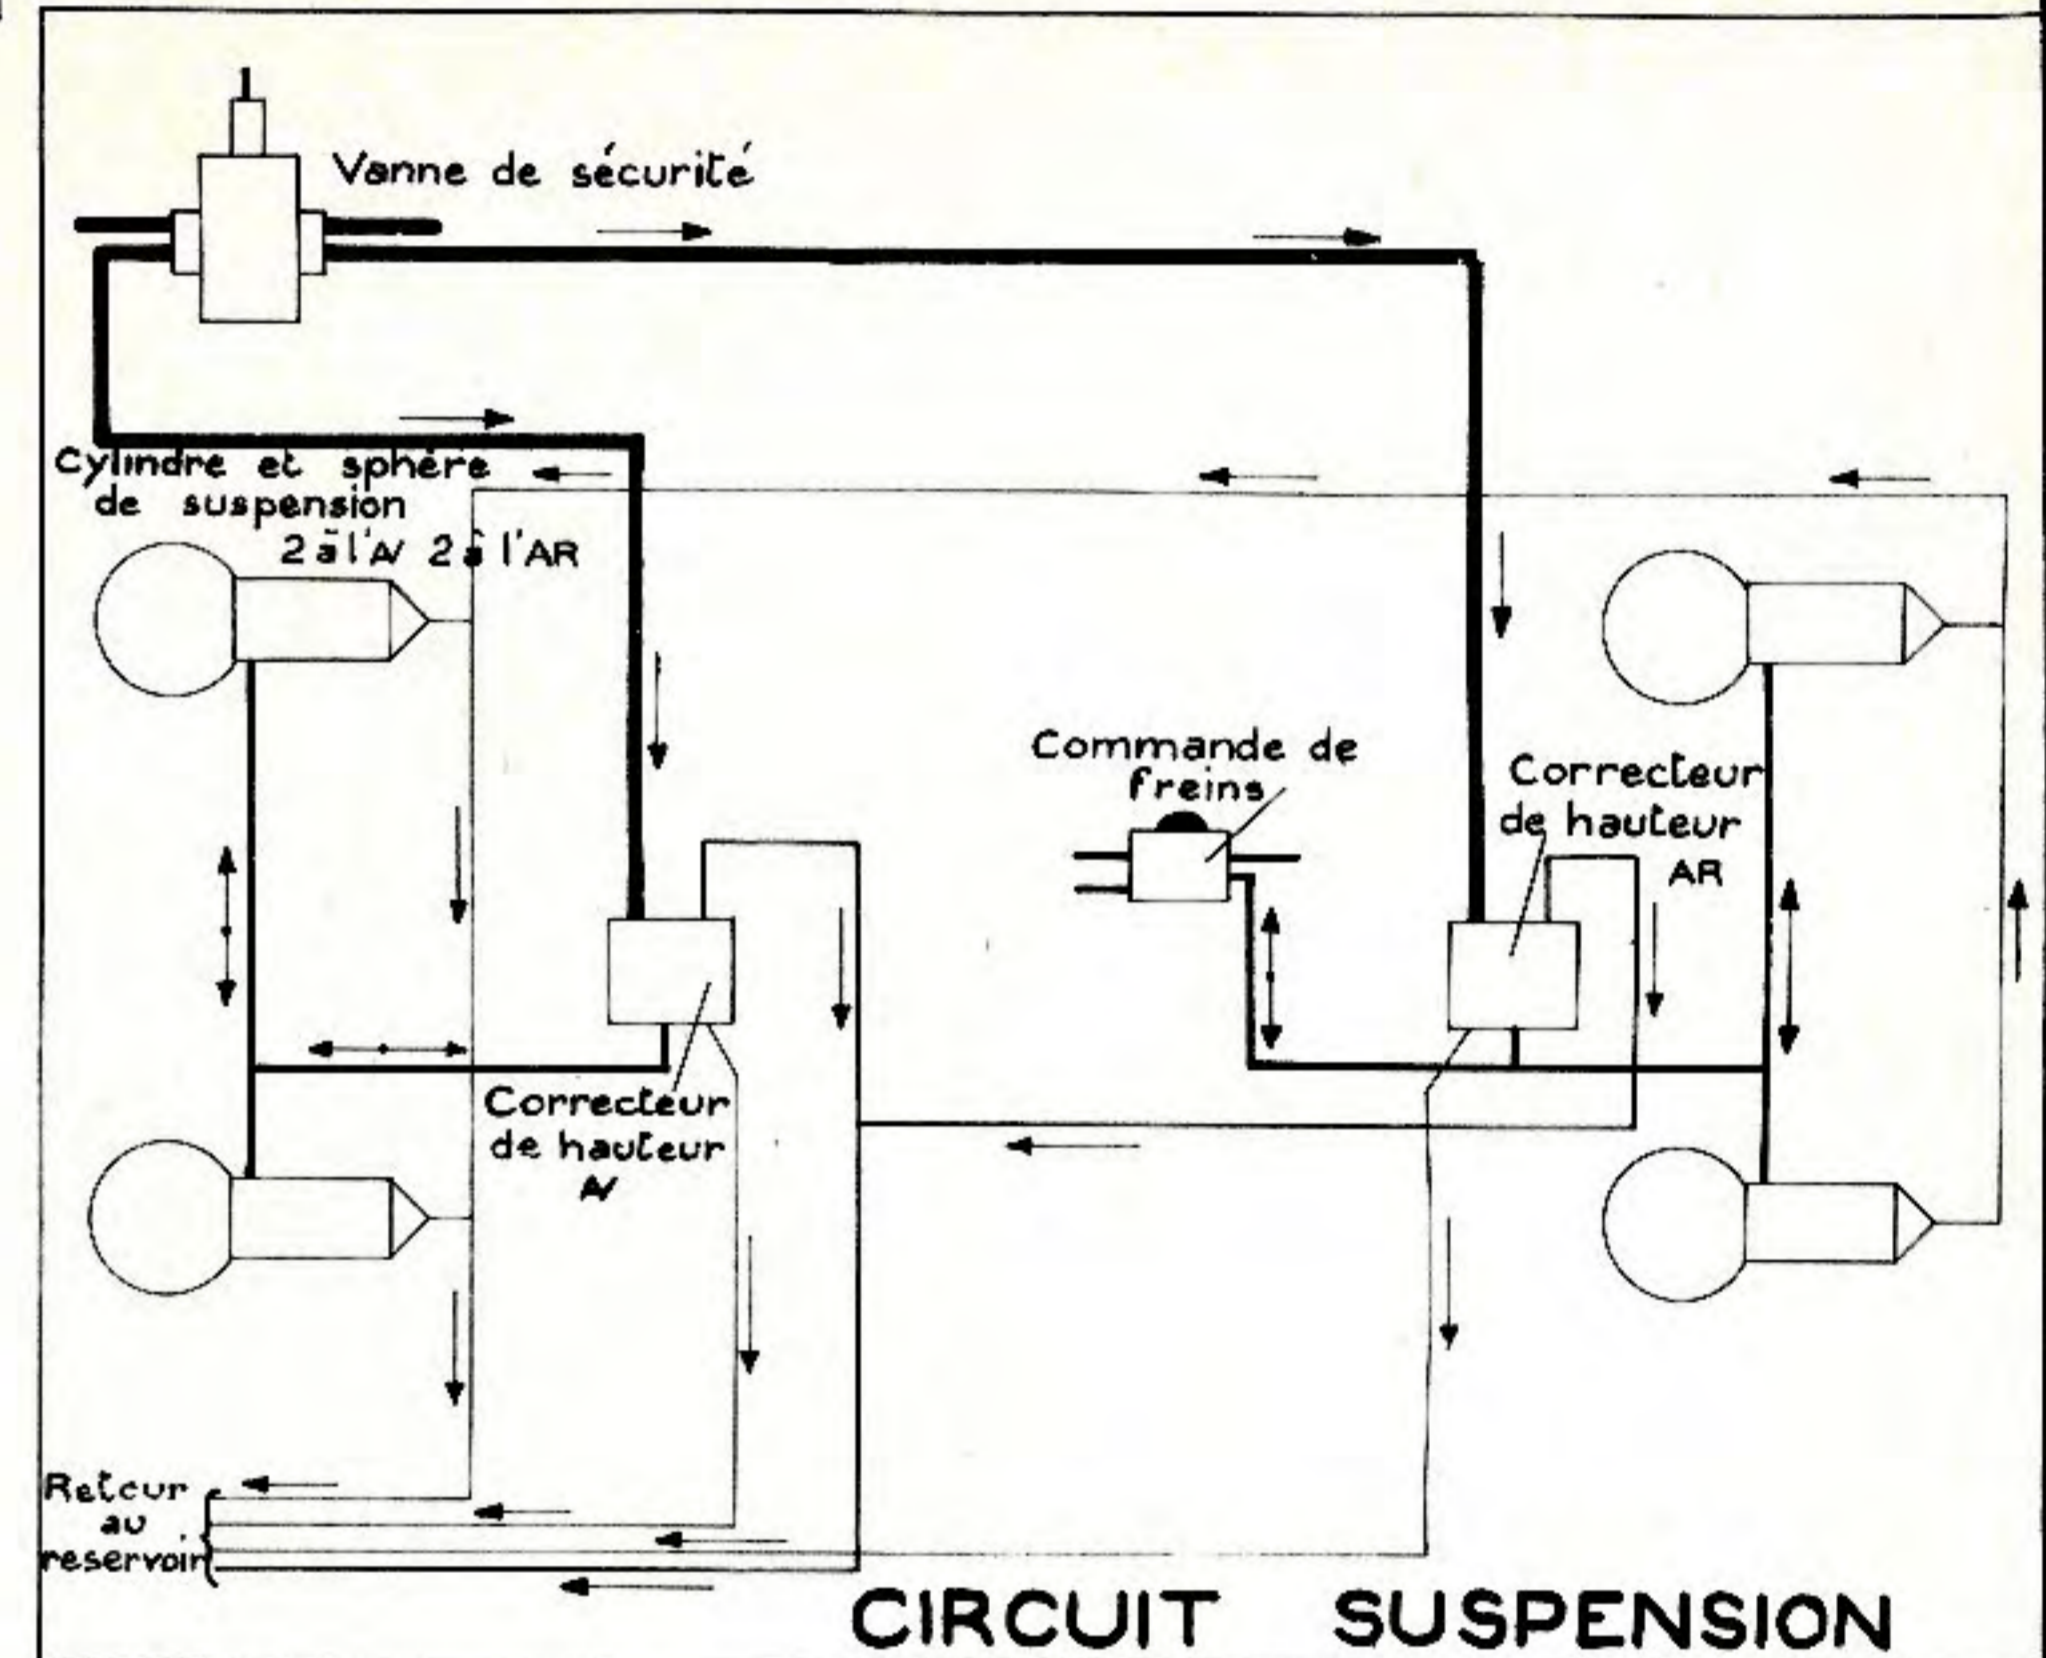 Vanne de sécurité
Cylindre et sphère
de suspension
2 à l'AV 2 à l'AR
Commande de
freins
Correcteur
de hauteur
AR
Correcteur
de hauteur
AV
Retour
au
reservoir
CIRCUIT SUSPENSION